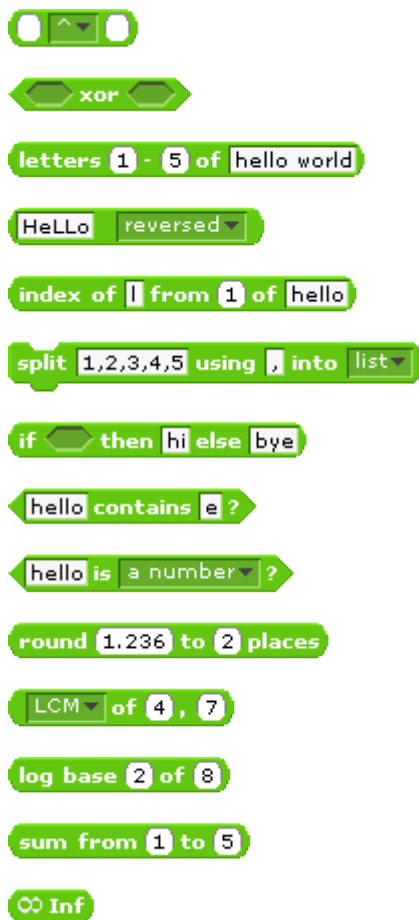 ^
xor
letters 1 - 5 of hello world
HeLLo reversed
index of l from 1 of hello
split 1,2,3,4,5 using , into list
if then hi else bye
hello contains e ?
hello is a number ?
round 1.236 to 2 places
LCM of 4 , 7
log base 2 of 8
sum from 1 to 5
∞ Inf